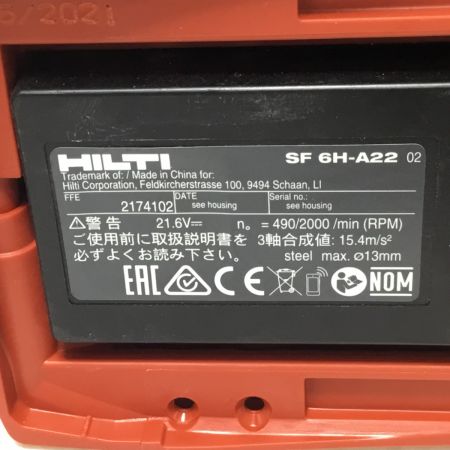 6/2021
HILTI SF 6H-A22 02
Trademark of: / Made in China for:
Hilti Corporation, Feldkircherstrasse 100, 9494 Schaan, LI
FFE DATE Serial no.:
2174102 see housing see housing
⚠警告 21.6V⎓ n₀ = 490/2000 /min (RPM)
ご使用前に取扱説明書を 3軸合成値: 15.4m/s²
必ずよくお読み下さい。 steel max. ⌀13mm
EAC CE NOM